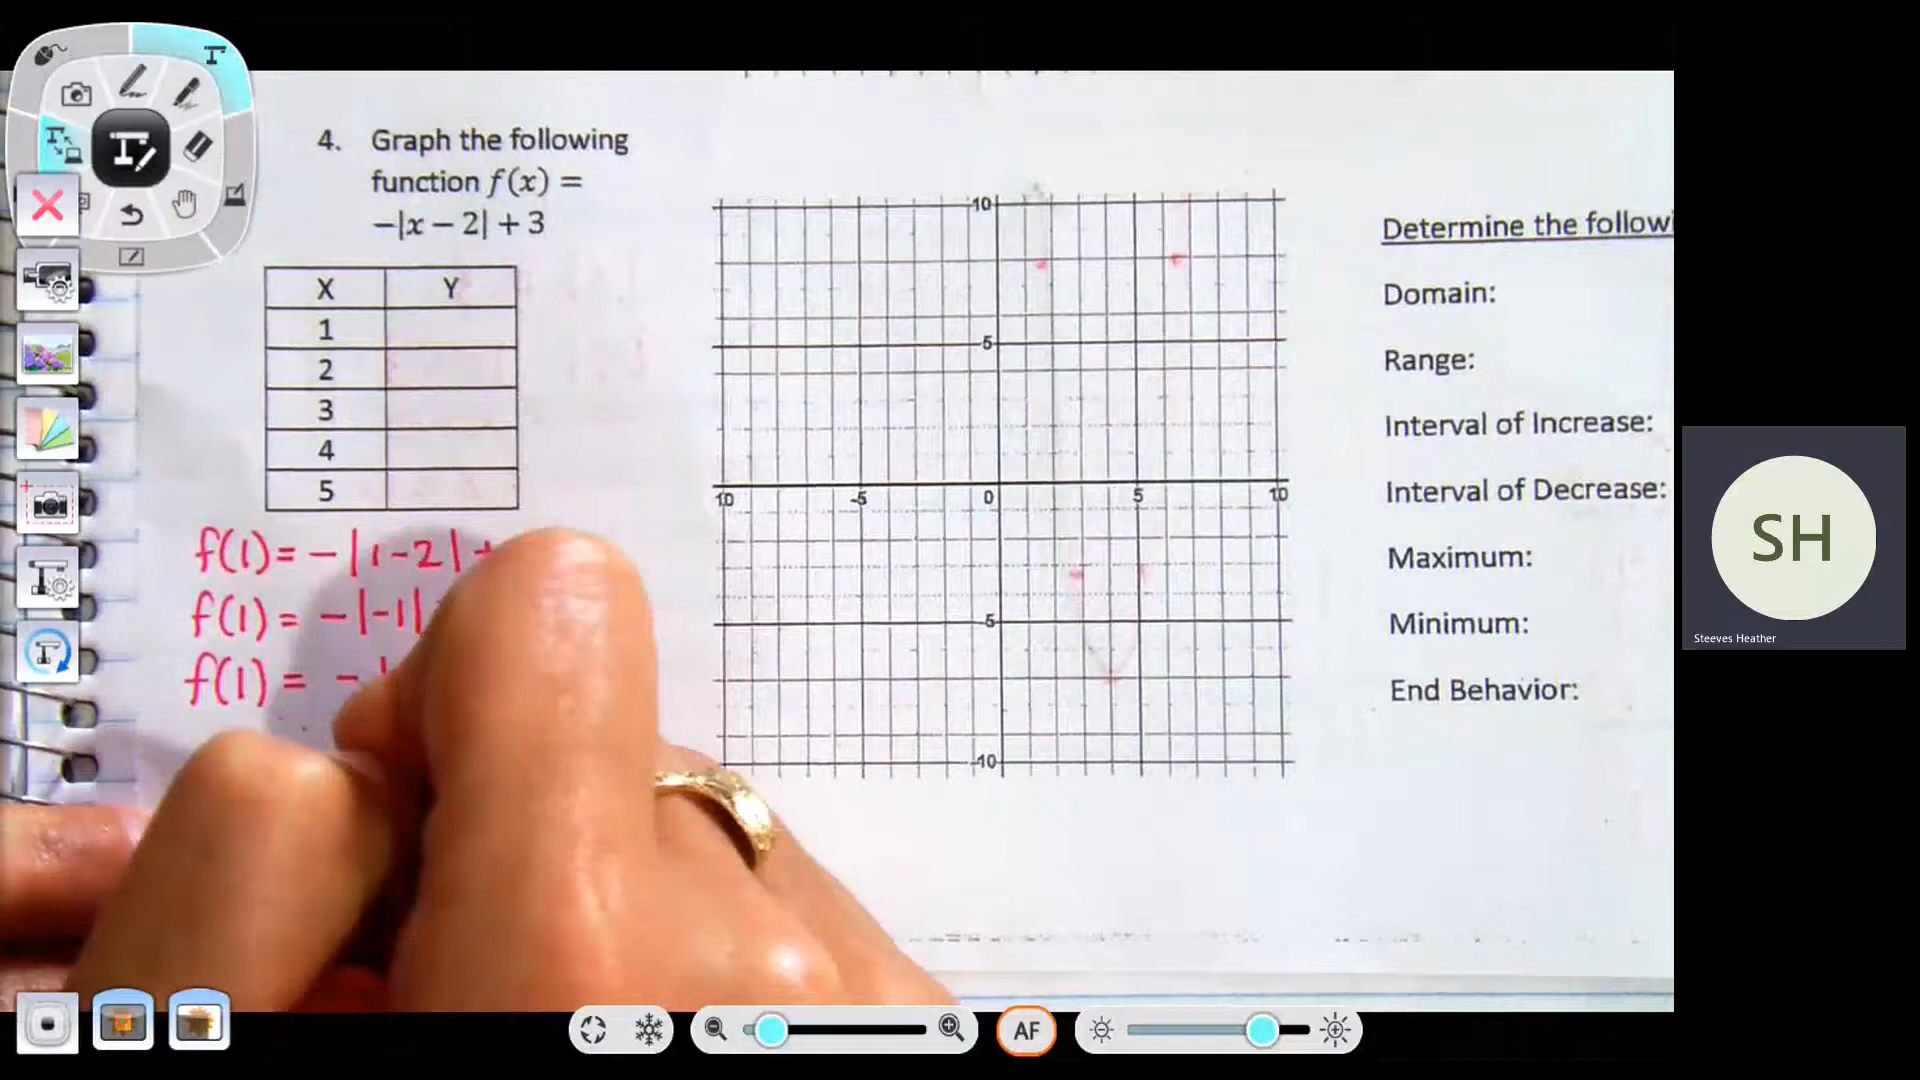 4. Graph the following
function f(x) =
−|x − 2| + 3
X Y
1
2
3
4
5
f(1) = -|1-2| +
f(1) = -|-1|
f(1) = -
10
5
10 -5 0 5 10
-5
-10
Determine the followi
Domain:
Range:
Interval of Increase:
Interval of Decrease:
Maximum:
Minimum:
End Behavior:
SH
Steeves Heather
AF